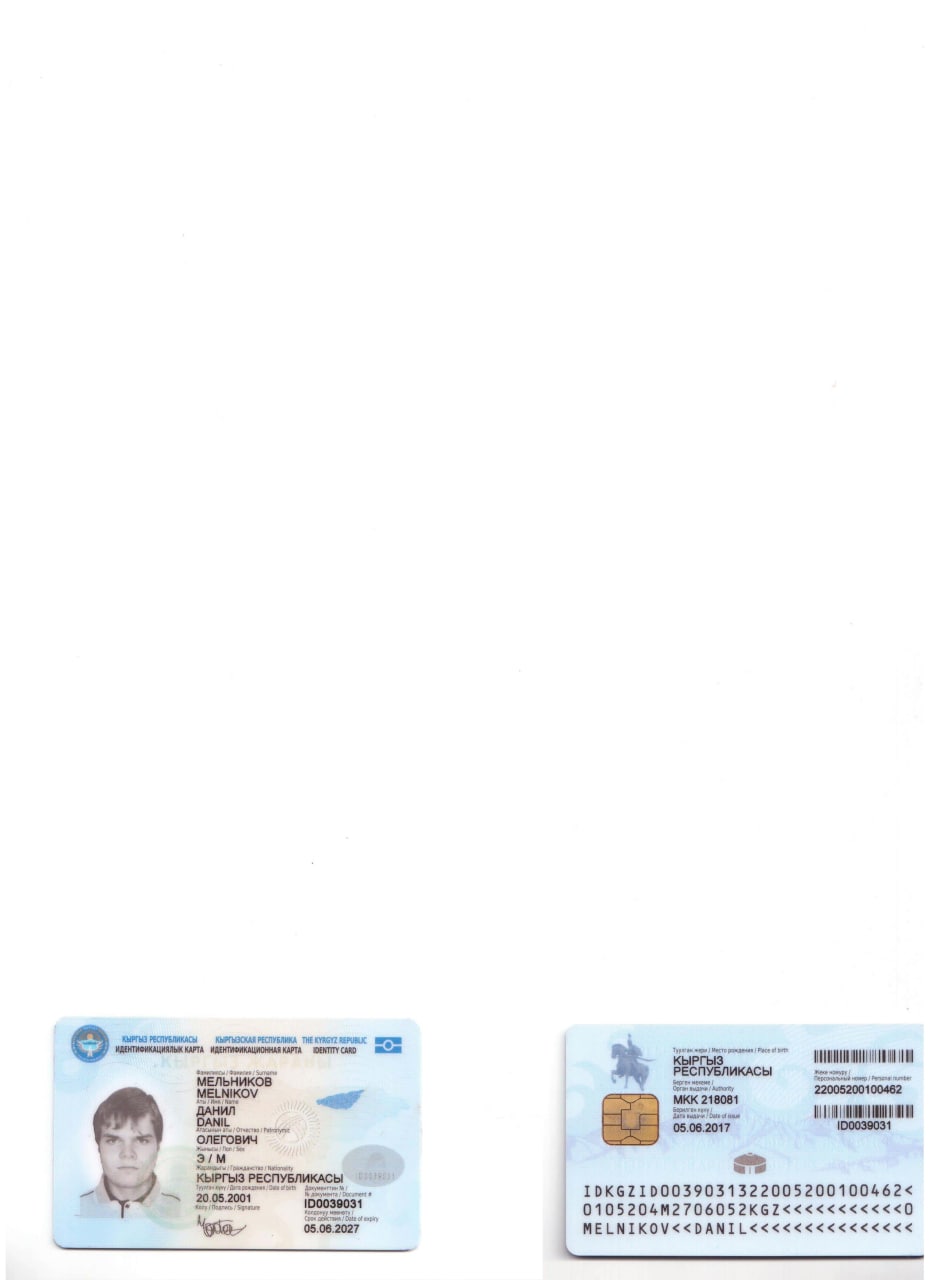 КЫРГЫЗ РЕСПУБЛИКАСЫ КЫРГЫЗСКАЯ РЕСПУБЛИКА THE KYRGYZ REPUBLIC
ИДЕНТИФИКАЦИЯЛЫК КАРТА ИДЕНТИФИКАЦИОННАЯ КАРТА IDENTITY CARD
Фамилиясы / Фамилия / Surname
МЕЛЬНИКОВ
MELNIKOV
Аты / Имя / Name
ДАНИЛ
DANIL
Атасынын аты / Отчество / Patronymic
ОЛЕГОВИЧ
Жынысы / Пол / Sex
Э / М
Жарандыгы / Гражданство / Nationality
КЫРГЫЗ РЕСПУБЛИКАСЫ
ID0039031
Туулган күнү / Дата рождения / Date of birth
20.05.2001
Документтин № /
№ документа / Document #
ID0039031
Колу / Подпись / Signature
Колдонуу мөөнөтү /
Срок действия / Date of expiry
05.06.2027
Туулган жери / Место рождения / Place of birth
КЫРГЫЗ
РЕСПУБЛИКАСЫ
Берген мекеме /
Орган выдачи / Authority
МКК 218081
Берилген күнү /
Дата выдачи / Date of issue
05.06.2017
Жеке номуру /
Персональный номер / Personal number
22005200100462
ID0039031
IDKGZID0039031322005200100462<
0105204M2706052KGZ<<<<<<<<<<<0
MELNIKOV<<DANIL<<<<<<<<<<<<<<<